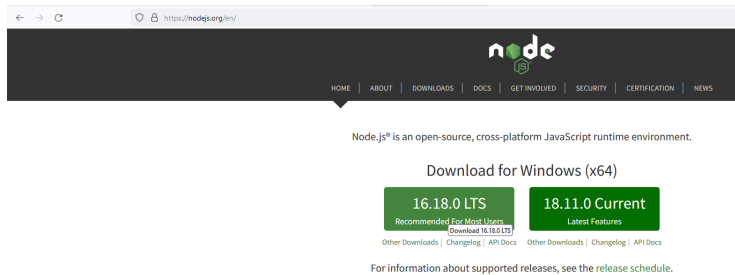 https://nodejs.org/en/
node
JS
HOME | ABOUT | DOWNLOADS | DOCS | GET INVOLVED | SECURITY | CERTIFICATION | NEWS
Node.js® is an open-source, cross-platform JavaScript runtime environment.
Download for Windows (x64)
16.18.0 LTS 18.11.0 Current
Recommended For Most Users Latest Features
Download 16.18.0 LTS
Other Downloads | Changelog | API Docs Other Downloads | Changelog | API Docs
For information about supported releases, see the release schedule.